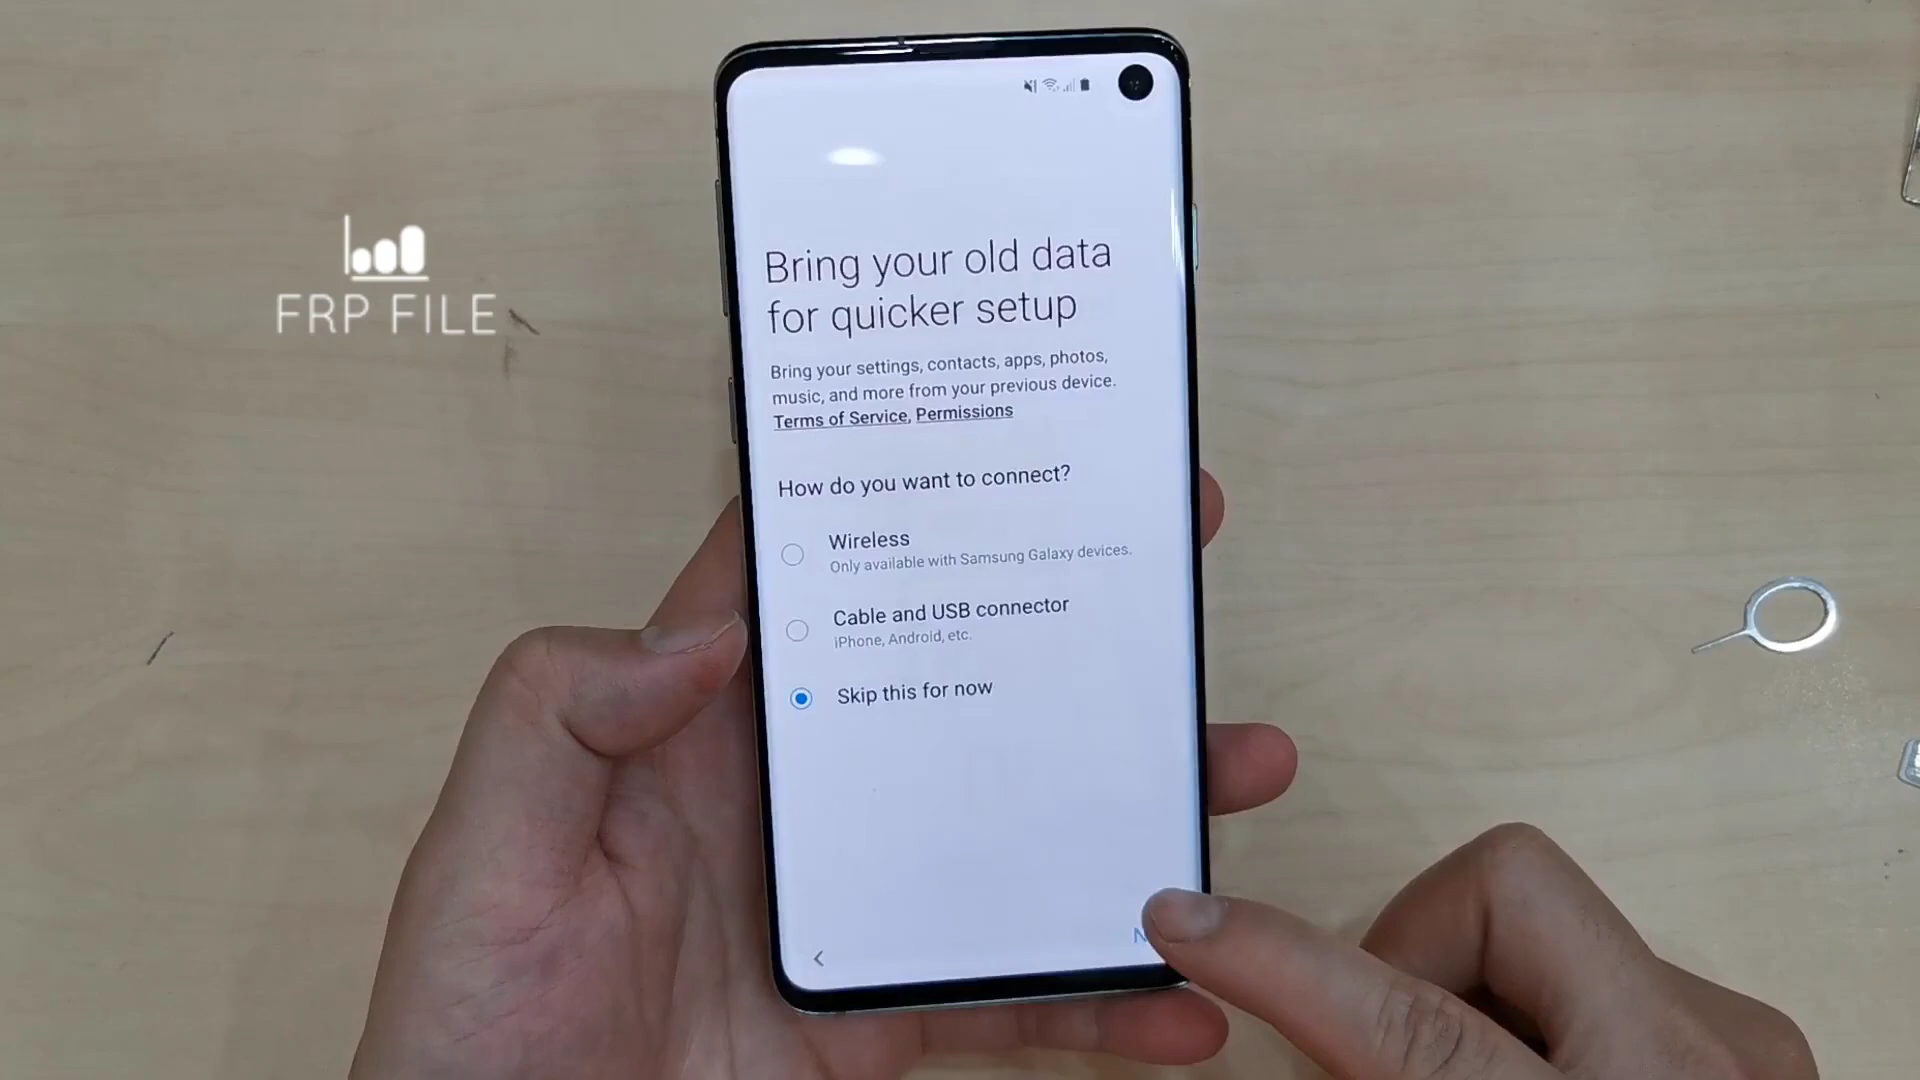 FRP FILE
Bring your old data
for quicker setup
Bring your settings, contacts, apps, photos,
music, and more from your previous device.
Terms of Service, Permissions
How do you want to connect?
Wireless
Only available with Samsung Galaxy devices.
Cable and USB connector
iPhone, Android, etc.
Skip this for now